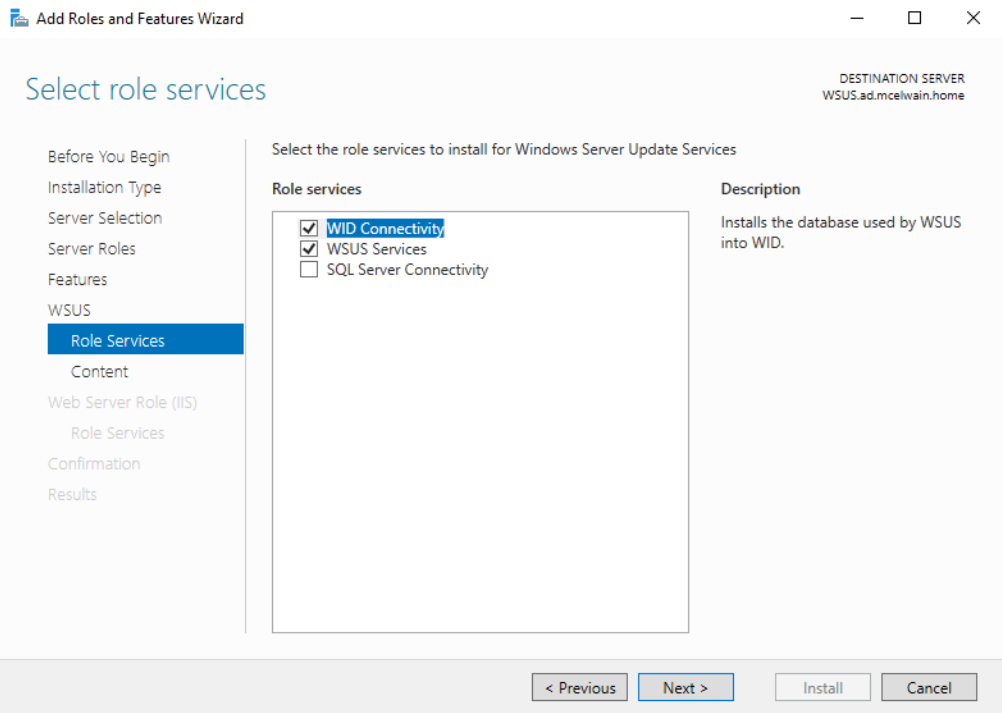 Add Roles and Features Wizard
Select role services
DESTINATION SERVER
WSUS.ad.mcelwain.home
Before You Begin
Installation Type
Server Selection
Server Roles
Features
WSUS
Role Services
Content
Web Server Role (IIS)
Role Services
Confirmation
Results
Select the role services to install for Windows Server Update Services
Role services
WID Connectivity
WSUS Services
SQL Server Connectivity
Description
Installs the database used by WSUS
into WID.
< Previous
Next >
Install
Cancel